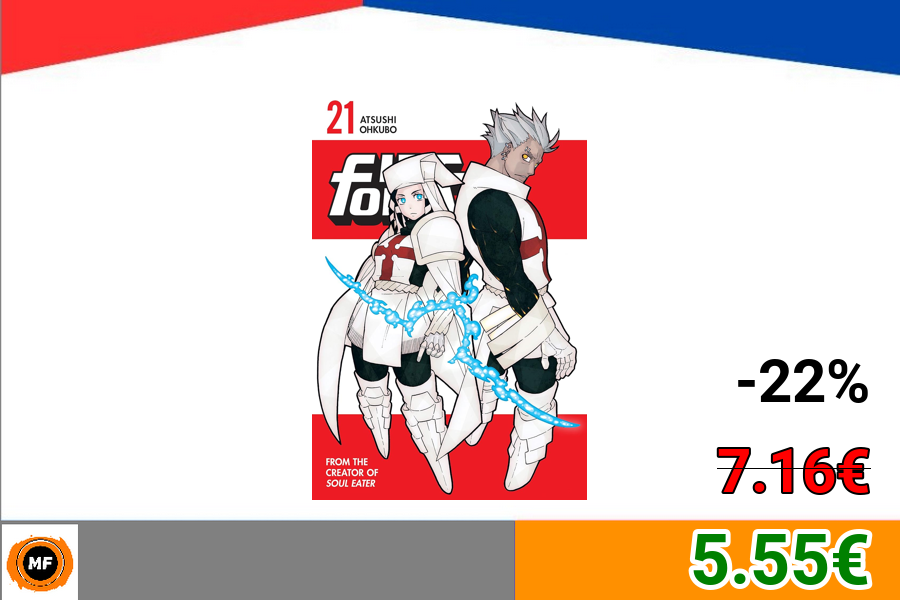 21 ATSUSHI
OHKUBO
FROM THE
CREATOR OF
SOUL EATER
-22%
7.16€
MF
5.55€